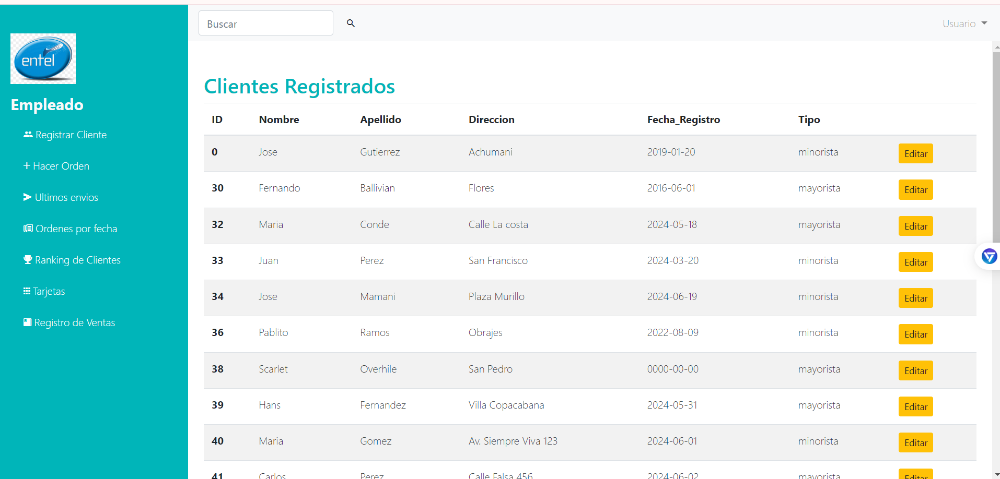 Buscar
Usuario
entel
Empleado
Registrar Cliente
Hacer Orden
Ultimos envios
Ordenes por fecha
Ranking de Clientes
Tarjetas
Registro de Ventas
Clientes Registrados
ID Nombre Apellido Direccion Fecha_Registro Tipo
0 Jose Gutierrez Achumani 2019-01-20 minorista Editar
30 Fernando Ballivian Flores 2016-06-01 mayorista Editar
32 Maria Conde Calle La costa 2024-05-18 mayorista Editar
33 Juan Perez San Francisco 2024-03-20 minorista Editar
34 Jose Mamani Plaza Murillo 2024-06-19 minorista Editar
36 Pablito Ramos Obrajes 2022-08-09 minorista Editar
38 Scarlet Overhile San Pedro 0000-00-00 mayorista Editar
39 Hans Fernandez Villa Copacabana 2024-05-31 mayorista Editar
40 Maria Gomez Av. Siempre Viva 123 2024-06-01 minorista Editar
41 Carlos Perez Calle Falsa 456 2024-06-02 mayorista Editar